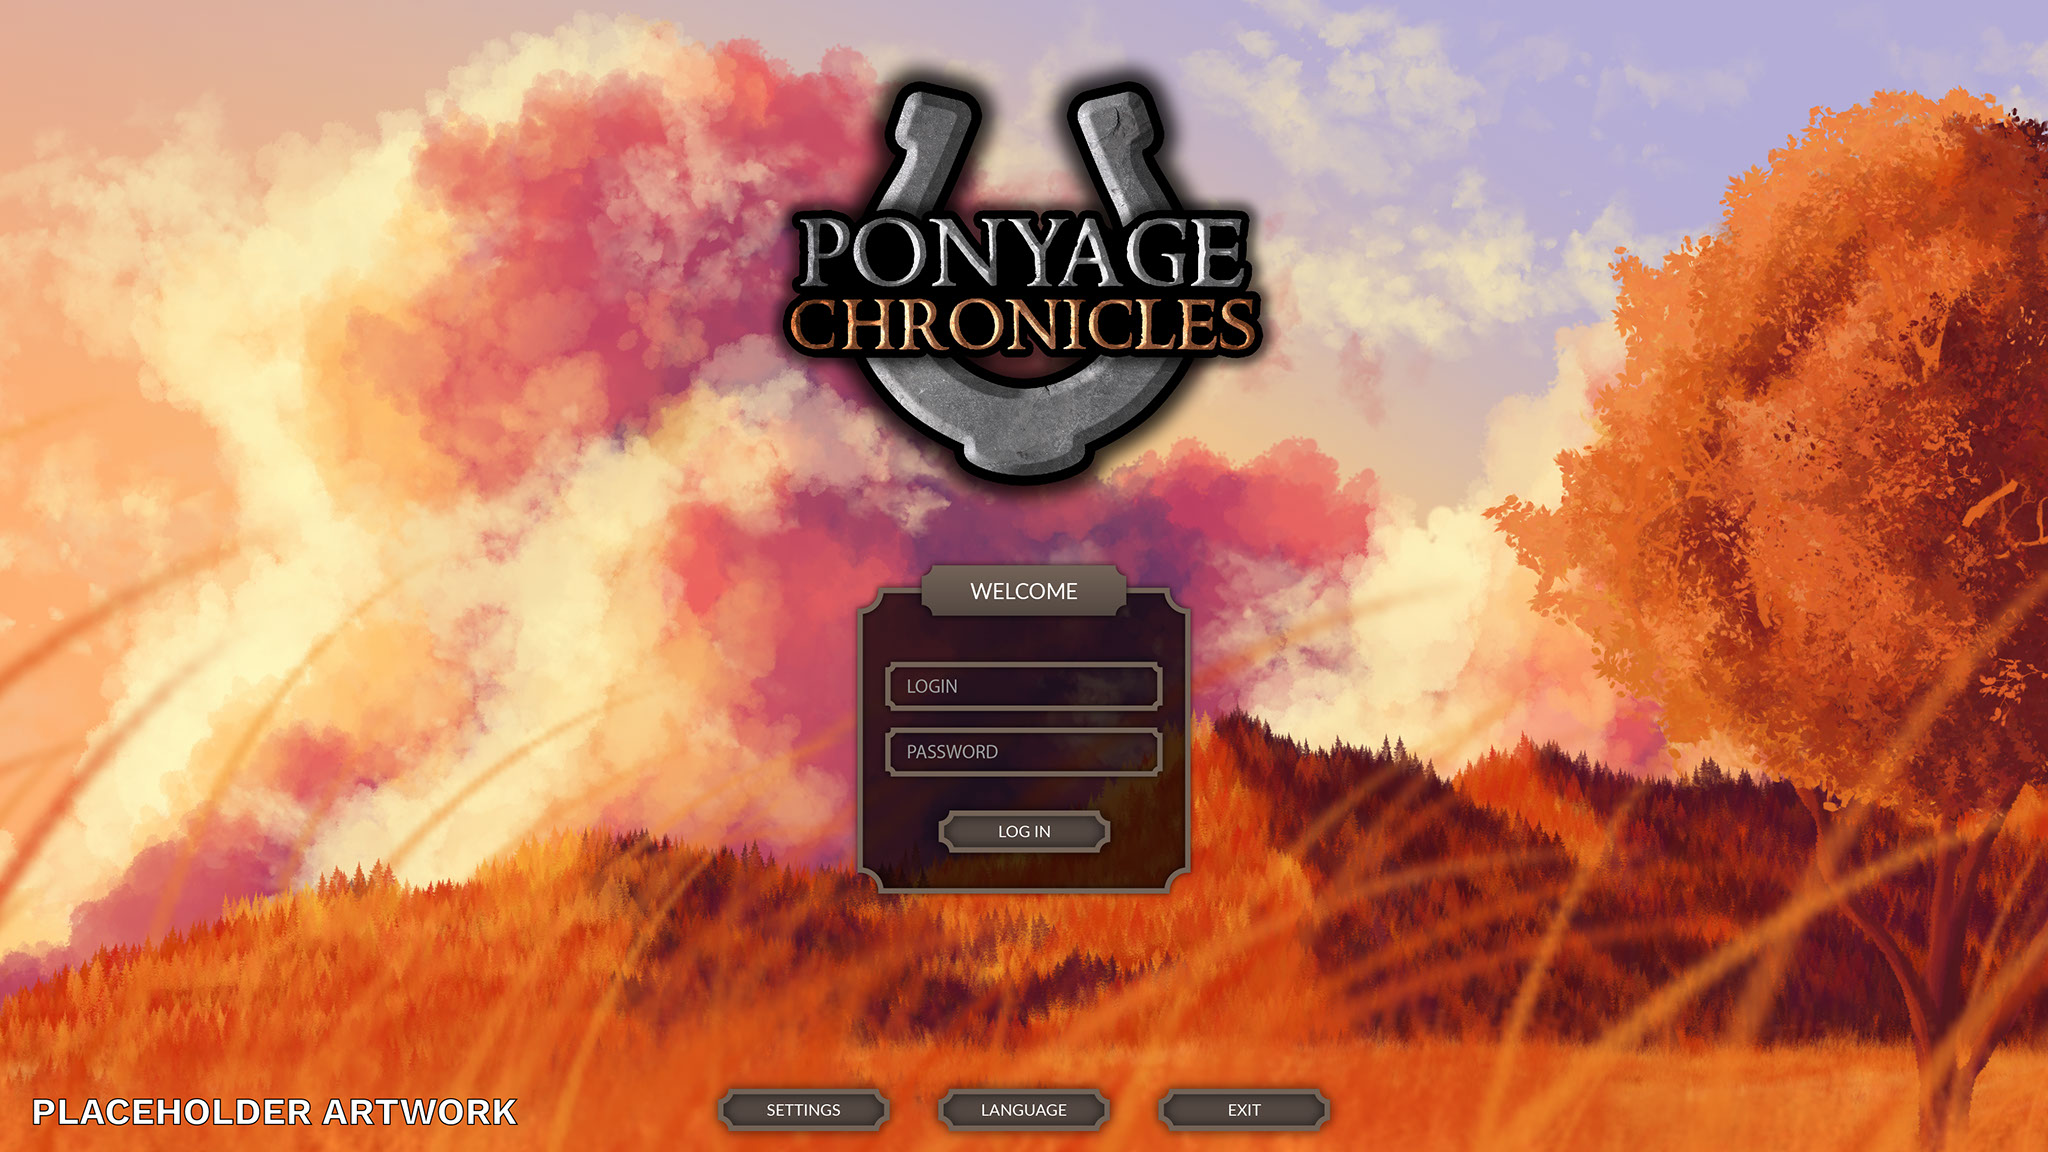 PONYAGE
CHRONICLES
WELCOME
LOGIN
PASSWORD
LOG IN
PLACEHOLDER ARTWORK
SETTINGS
LANGUAGE
EXIT